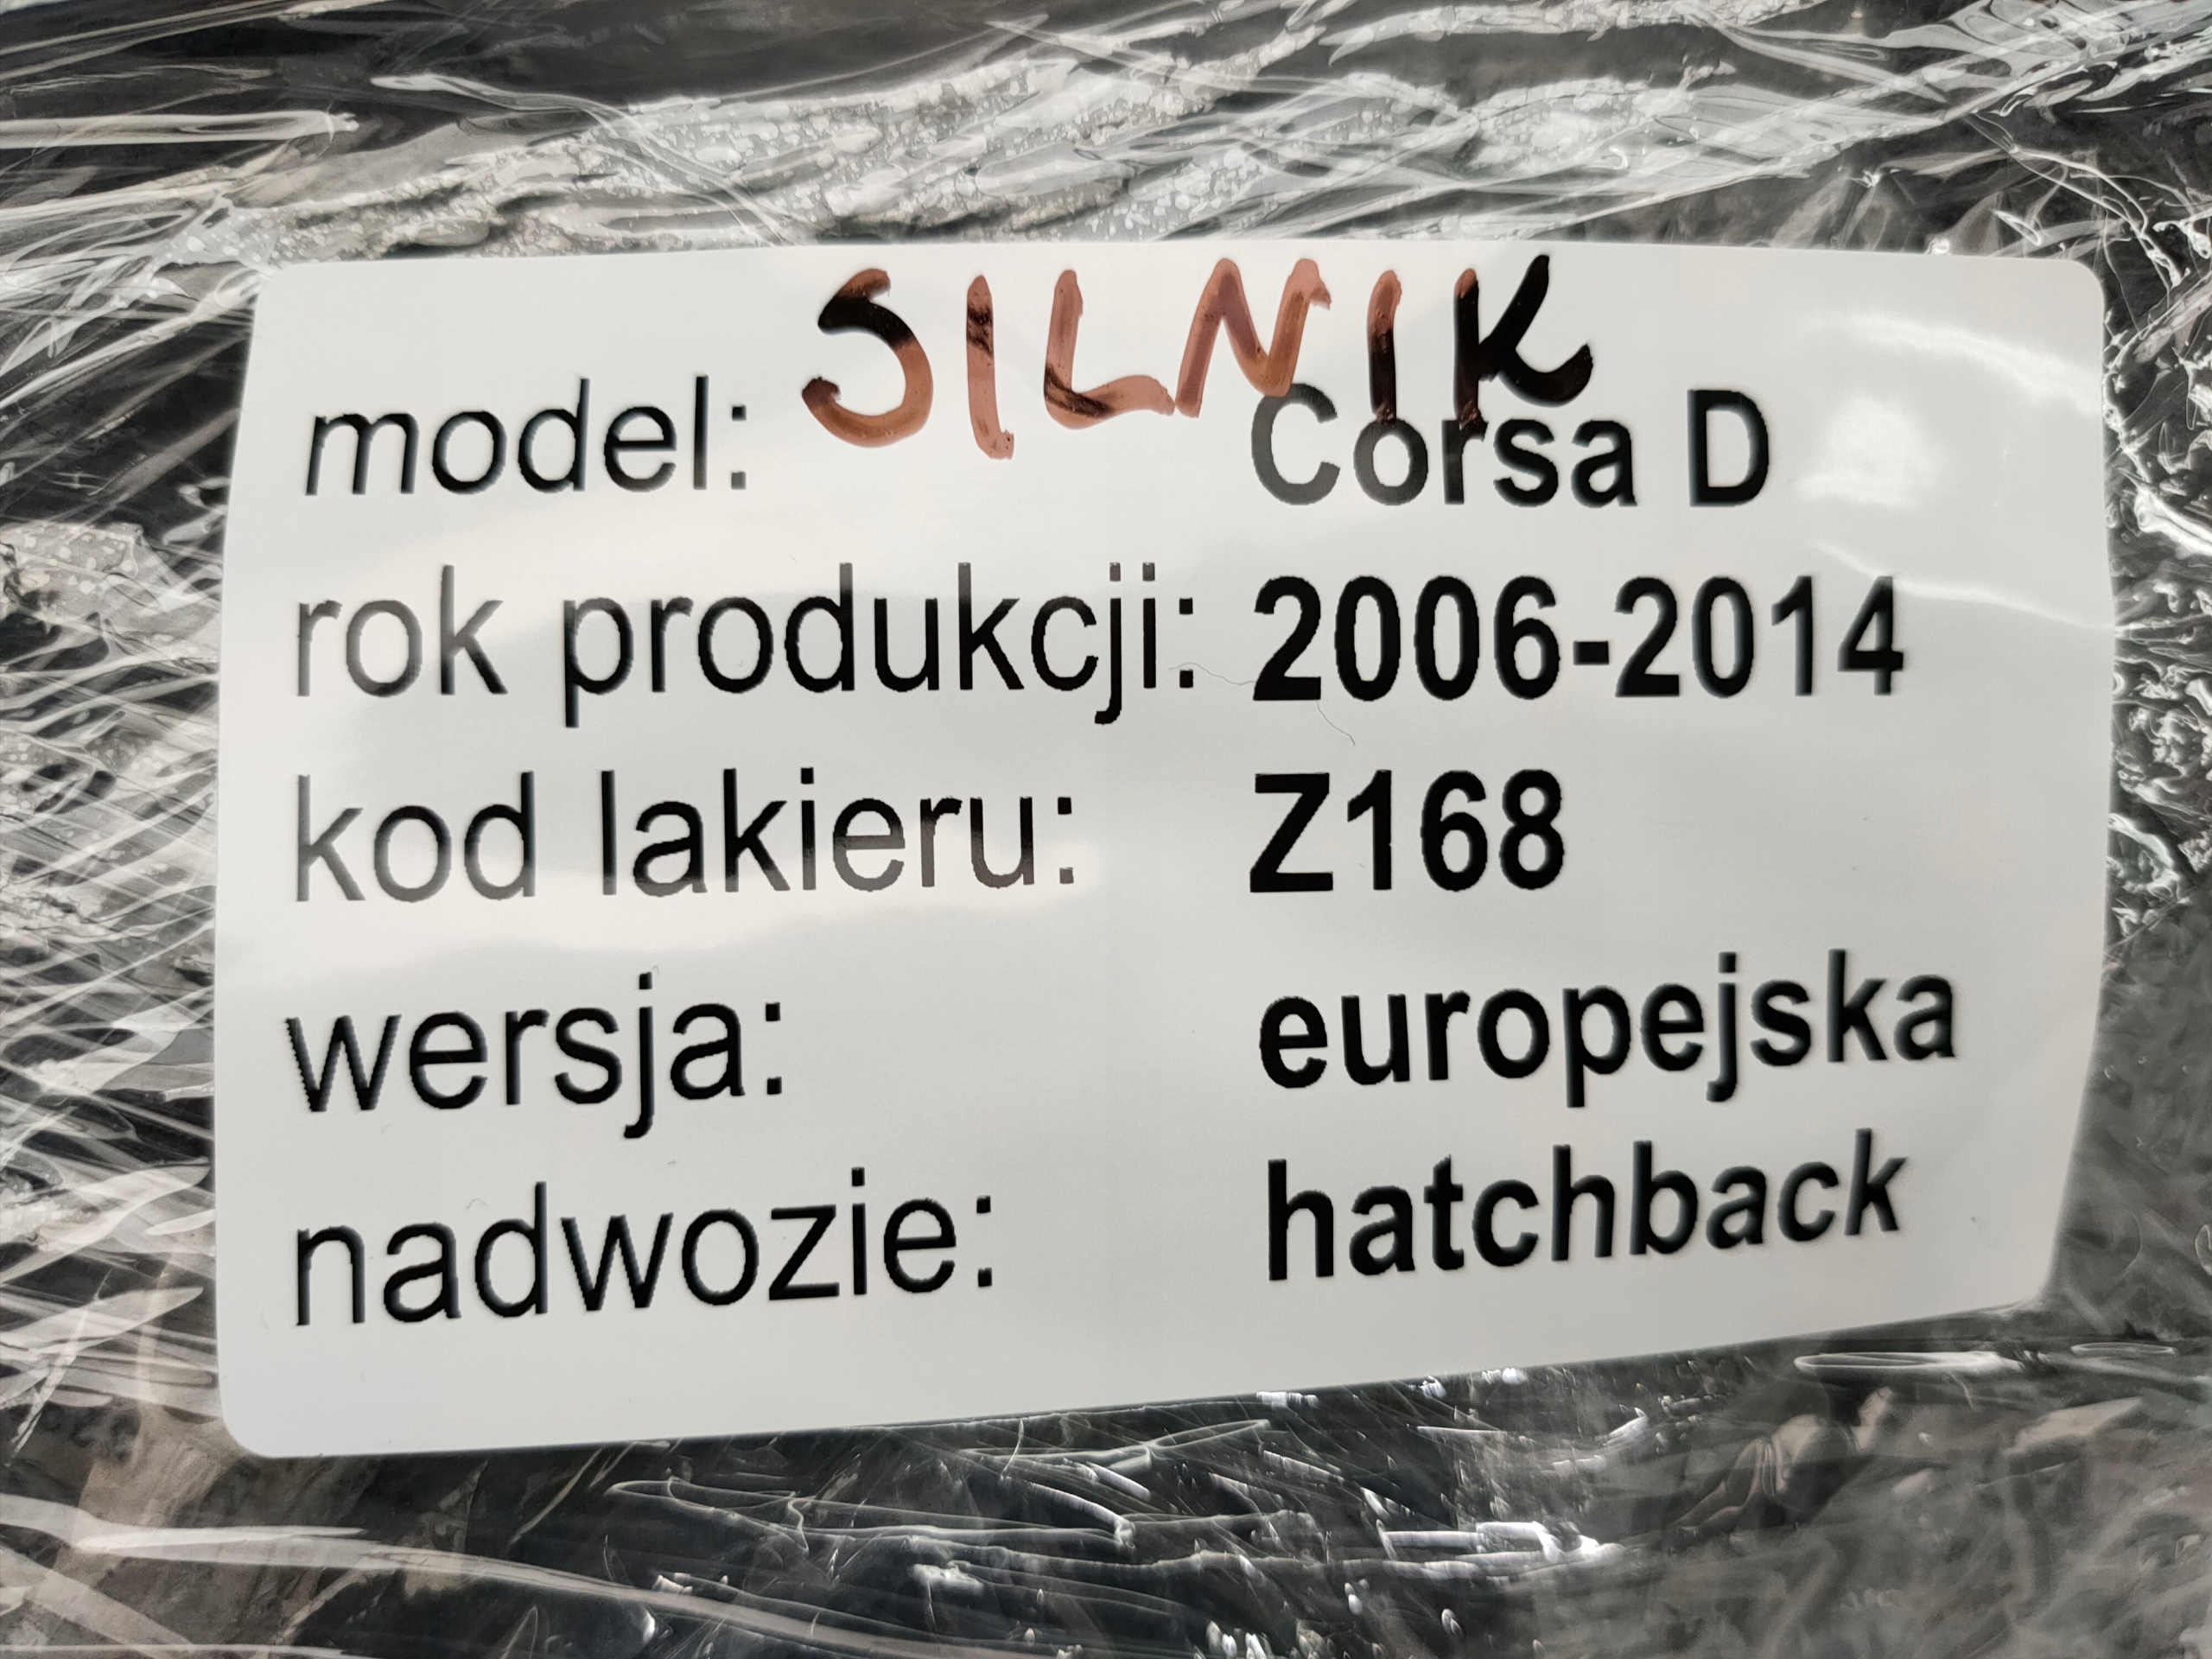 SILNIK
model: Corsa D
rok produkcji: 2006-2014
kod lakieru: Z168
wersja: europejska
nadwozie: hatchback